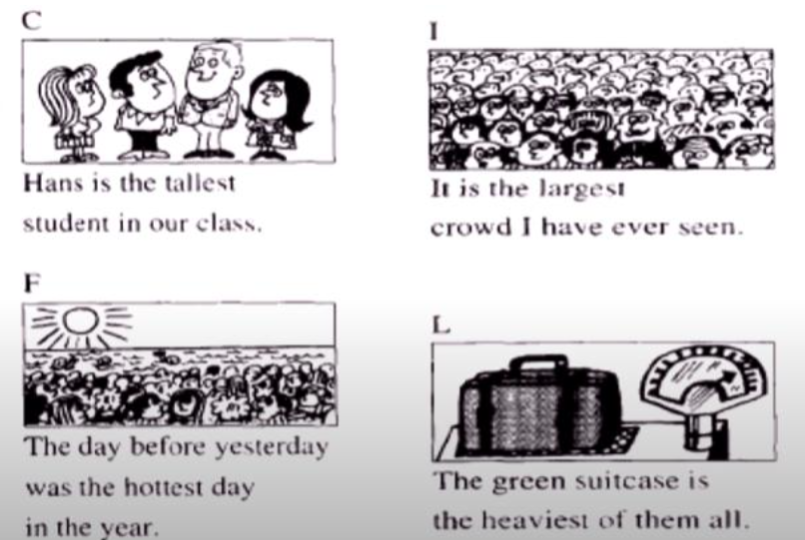 C
Hans is the tallest
student in our class.
F
The day before yesterday
was the hottest day
in the year.
I
It is the largest
crowd I have ever seen.
L
The green suitcase is
the heaviest of them all.